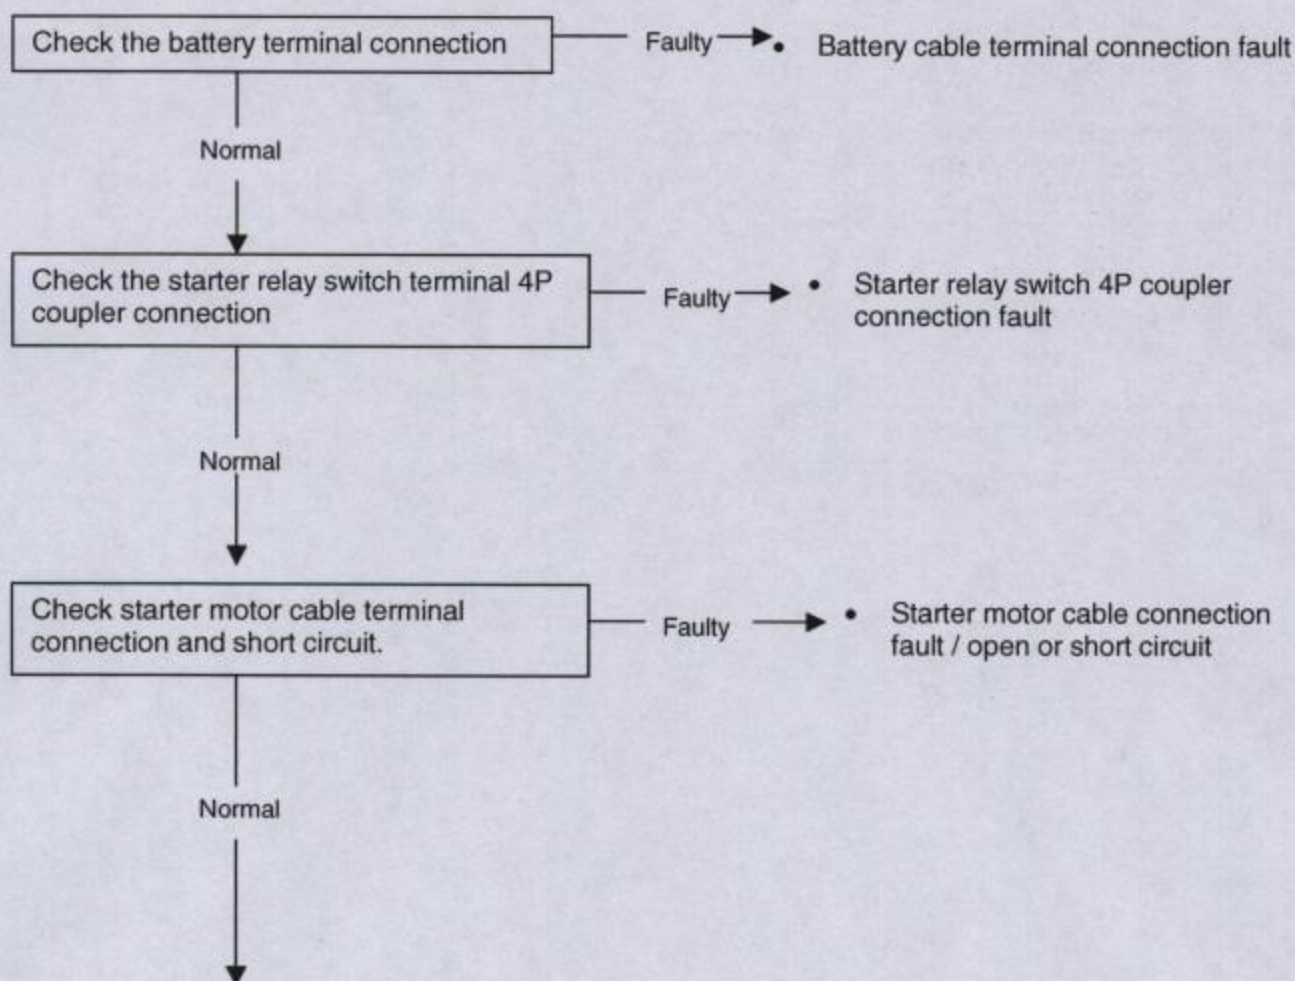 Check the battery terminal connection
Faulty
• Battery cable terminal connection fault
Normal
Check the starter relay switch terminal 4P
coupler connection
Faulty
• Starter relay switch 4P coupler
connection fault
Normal
Check starter motor cable terminal
connection and short circuit.
Faulty
• Starter motor cable connection
fault / open or short circuit
Normal